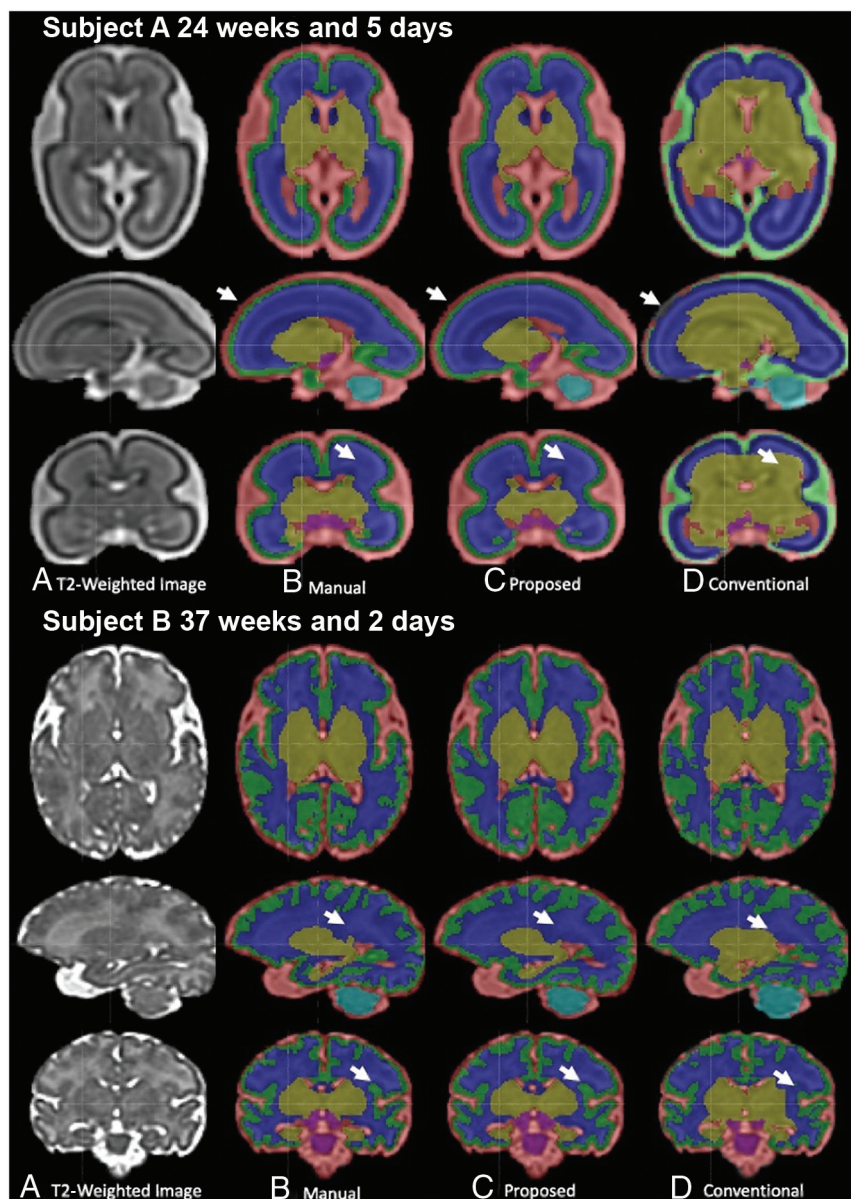 Subject A 24 weeks and 5 days
A T2-Weighted Image B Manual C Proposed D Conventional
Subject B 37 weeks and 2 days
A T2-Weighted Image B Manual C Proposed D Conventional